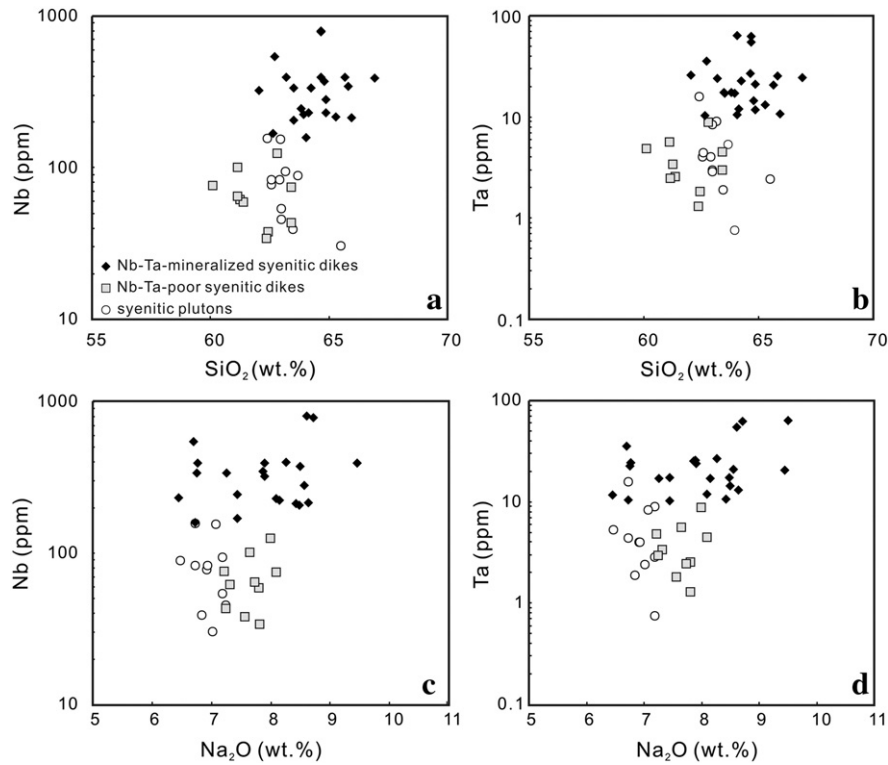 1000
100
10
Nb (ppm)
◆ Nb-Ta-mineralized syenitic dikes
Nb-Ta-poor syenitic dikes
syenitic plutons
a
55 60 65 70
SiO₂(wt.%)
100
10
1
0.1
Ta (ppm)
b
55 60 65 70
SiO₂(wt.%)
1000
100
10
Nb (ppm)
c
5 6 7 8 9 10 11
Na₂O (wt.%)
100
10
1
0.1
Ta (ppm)
d
5 6 7 8 9 10 11
Na₂O (wt.%)